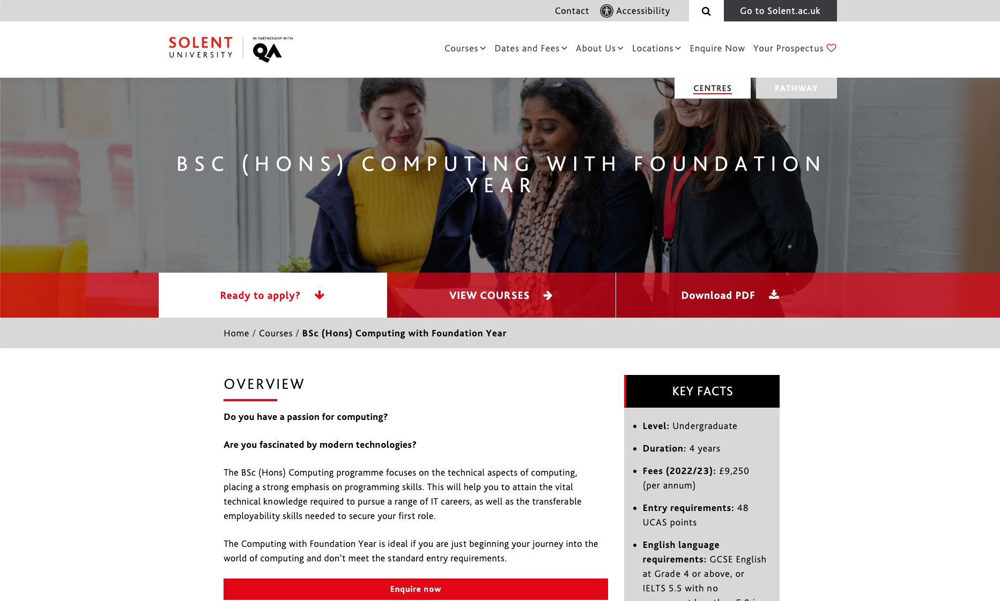 Contact
Accessibility
Go to Solent.ac.uk
SOLENT
UNIVERSITY
IN PARTNERSHIP WITH
QA
Courses
Dates and Fees
About Us
Locations
Enquire Now
Your Prospectus
CENTRES
PATHWAY
BSC (HONS) COMPUTING WITH FOUNDATION
YEAR
Ready to apply?
VIEW COURSES
Download PDF
Home / Courses / BSc (Hons) Computing with Foundation Year
OVERVIEW
Do you have a passion for computing?
Are you fascinated by modern technologies?
The BSc (Hons) Computing programme focuses on the technical aspects of computing,
placing a strong emphasis on programming skills. This will help you to attain the vital
technical knowledge required to pursue a range of IT careers, as well as the transferable
employability skills needed to secure your first role.
The Computing with Foundation Year is ideal if you are just beginning your journey into the
world of computing and don't meet the standard entry requirements.
Enquire now
KEY FACTS
Level: Undergraduate
Duration: 4 years
Fees (2022/23): £9,250
(per annum)
Entry requirements: 48
UCAS points
English language
requirements: GCSE English
at Grade 4 or above, or
IELTS 5.5 with no